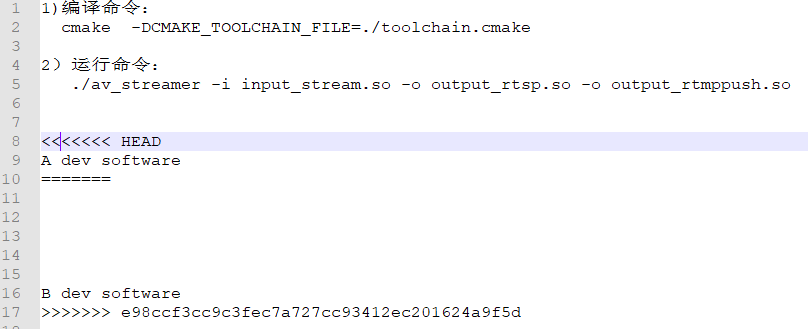 1 1)编译命令：
2 cmake  -DCMAKE_TOOLCHAIN_FILE=./toolchain.cmake
3
4 2）运行命令：
5 ./av_streamer -i input_stream.so -o output_rtsp.so -o output_rtmppush.so
6
7
8 <<<<<<< HEAD
9 A dev software
10 =======
11
12
13
14
15
16 B dev software
17 >>>>>>> e98ccf3cc9c3fec7a727cc93412ec201624a9f5d